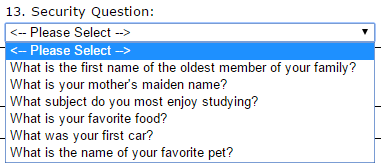 13. Security Question:
<-- Please Select -->
<-- Please Select -->
What is the first name of the oldest member of your family?
What is your mother's maiden name?
What subject do you most enjoy studying?
What is your favorite food?
What was your first car?
What is the name of your favorite pet?